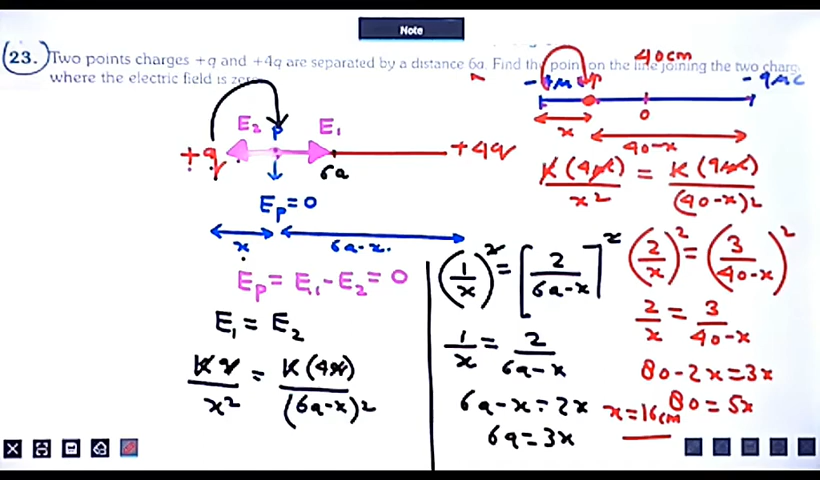 Note
23. Two points charges +q and +4q are separated by a distance 6a. Find the point on the line joining the two charg
where the electric field is zero
40cm
- 9μc
x
0
40-x
K(4μc)/x² = K(9μc)/(40-x)²
(2/x)² = (3/40-x)²
2/x = 3/40-x
80-2x=3x
80=5x
x=16cm
E₂ P E₁
+q
+4q
6a
Ep=0
x 6a-x
Ep = E₁ - E₂ = 0
E₁ = E₂
Kq/x² = K(4q)/(6a-x)²
(1/x)² = [2/6a-x]²
1/x = 2/6a-x
6a-x=2x
6a=3x